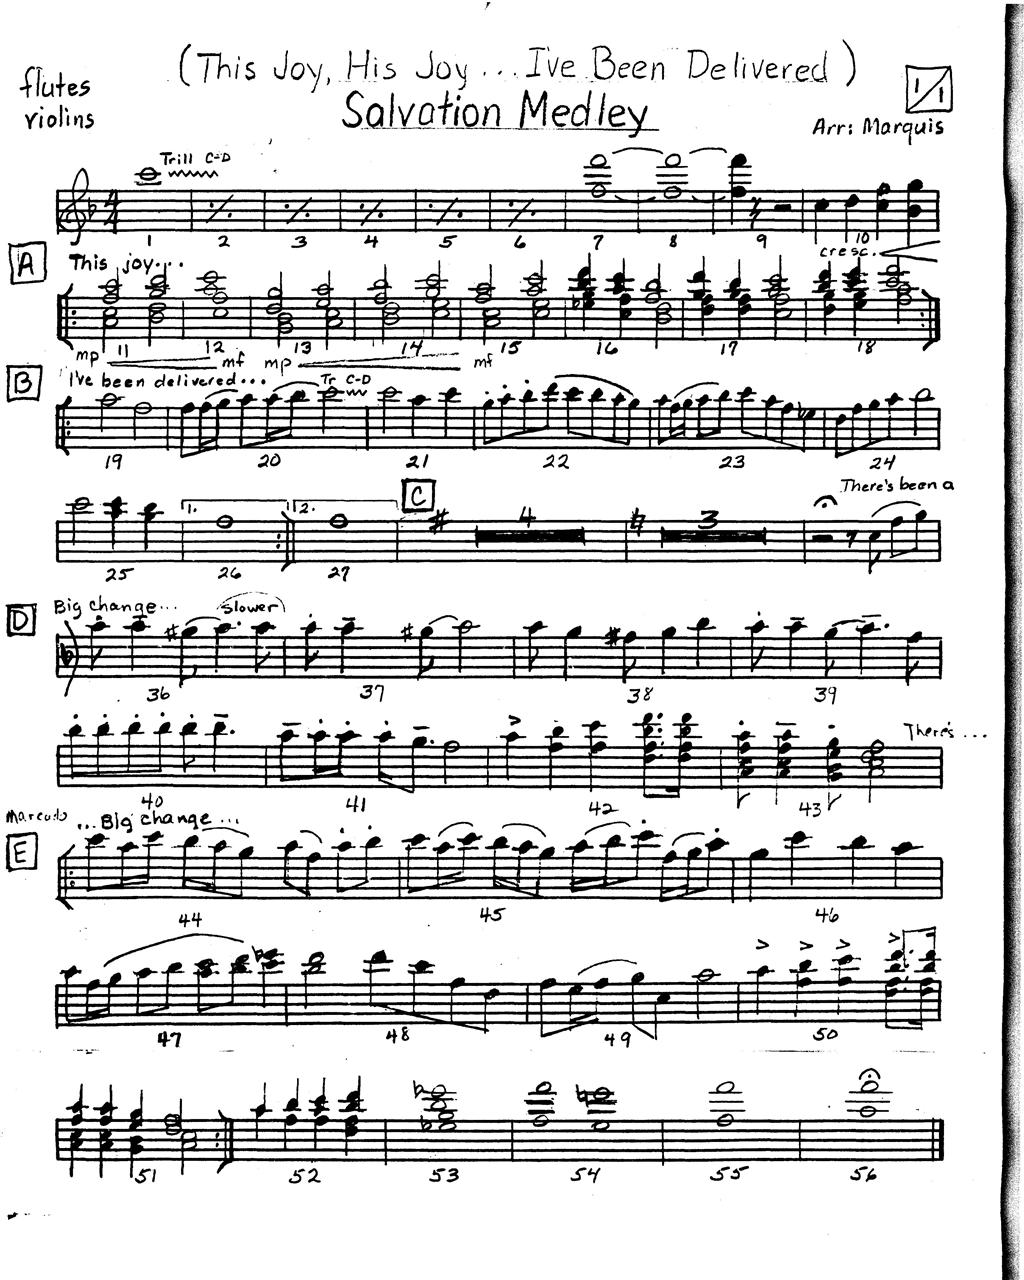 (This Joy, His Joy... I've Been Delivered)
flutes
violins
Salvation Medley
1/1
Arr: Marquis
Trill C-D
4
4
1 2 3 4 5 6 7 8 9 10
cresc.
A This joy...
mp 11 12 mf mp 13 14 mf 15 16 17 18
B I've been delivered... Tr C-D
19 20 21 22 23 24
C There's been a
1. 2. 4 3
25 26 27
D Big change... slower
36 37 38 39
There's...
40 41 42 43
Marcato ...Big change...
E
44 45 46
47 48 49 50
51 52 53 54 55 56